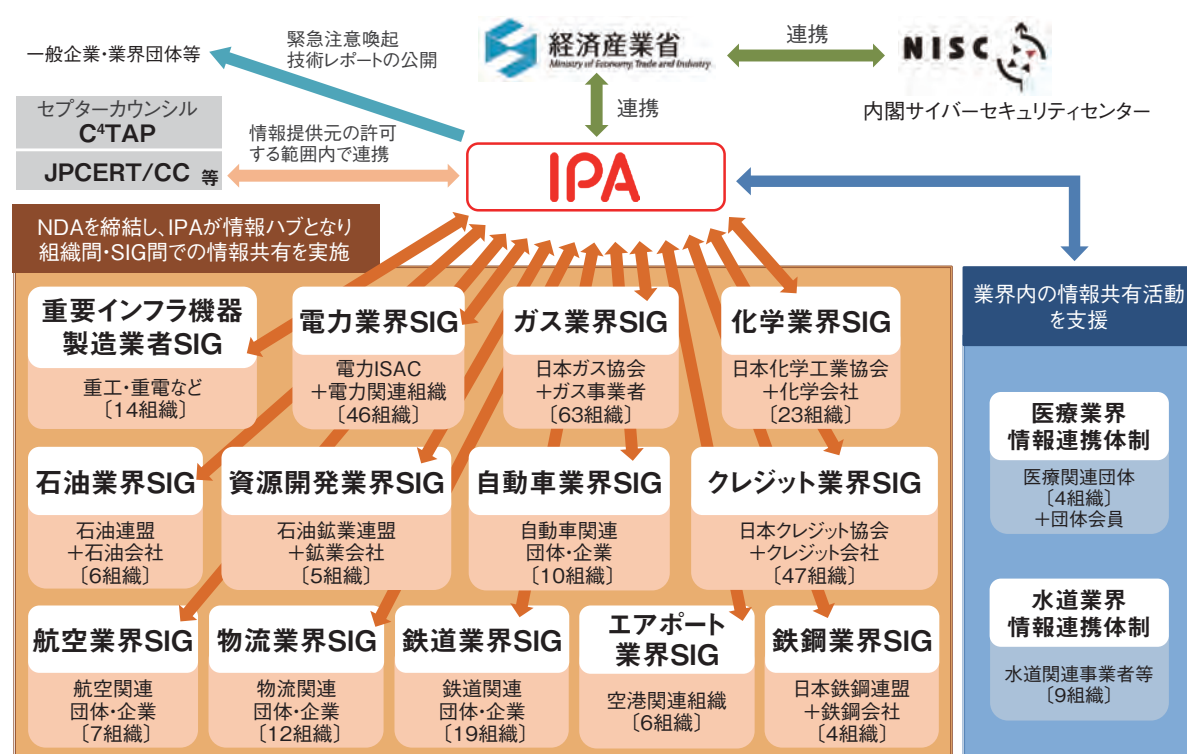 一般企業・業界団体等
緊急注意喚起
技術レポートの公開
経済産業省
Ministry of Economy, Trade and Industry
連携
NISC
内閣サイバーセキュリティセンター
連携
セプターカウンシル
C⁴TAP
JPCERT/CC 等
情報提供元の許可
する範囲内で連携
IPA
NDAを締結し、IPAが情報ハブとなり
組織間・SIG間での情報共有を実施
重要インフラ機器
製造業者SIG
重工・重電など
〔14組織〕
電力業界SIG
電力ISAC
＋電力関連組織
〔46組織〕
ガス業界SIG
日本ガス協会
＋ガス事業者
〔63組織〕
化学業界SIG
日本化学工業協会
＋化学会社
〔23組織〕
石油業界SIG
石油連盟
＋石油会社
〔6組織〕
資源開発業界SIG
石油鉱業連盟
＋鉱業会社
〔5組織〕
自動車業界SIG
自動車関連
団体・企業
〔10組織〕
クレジット業界SIG
日本クレジット協会
＋クレジット会社
〔47組織〕
航空業界SIG
航空関連
団体・企業
〔7組織〕
物流業界SIG
物流関連
団体・企業
〔12組織〕
鉄道業界SIG
鉄道関連
団体・企業
〔19組織〕
エアポート
業界SIG
空港関連組織
〔6組織〕
鉄鋼業界SIG
日本鉄鋼連盟
＋鉄鋼会社
〔4組織〕
業界内の情報共有活動
を支援
医療業界
情報連携体制
医療関連団体
〔4組織〕
＋団体会員
水道業界
情報連携体制
水道関連事業者等
〔9組織〕